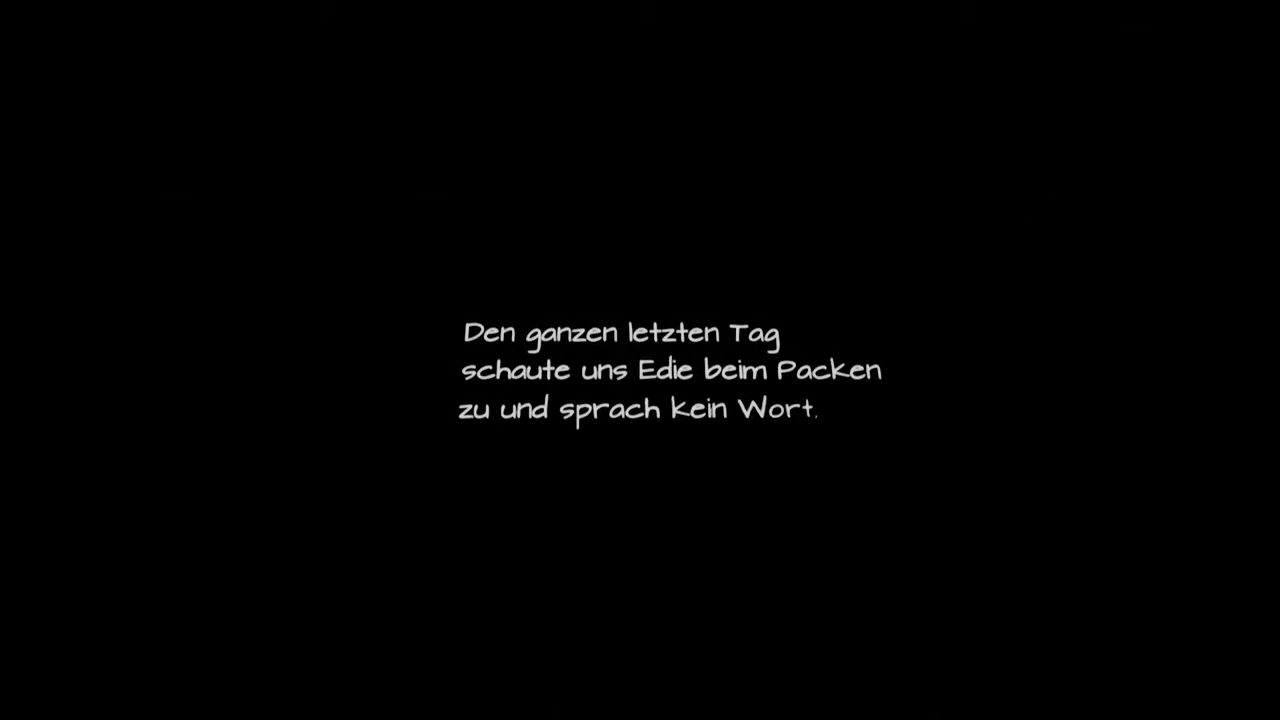 Den ganzen letzten Tag
schaute uns Edie beim Packen
zu und sprach kein Wort.